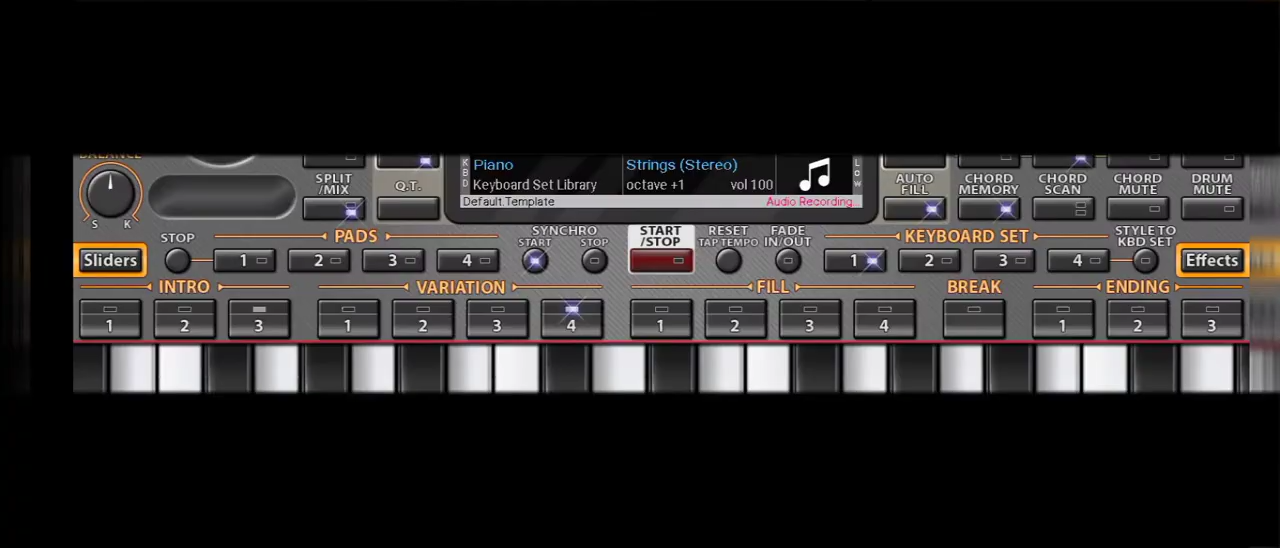 BALANCE
S K
SPLIT
/MIX
Q.T.
KBD
Piano
Keyboard Set Library
Strings (Stereo)
octave +1 vol 100
Low
Default.Template Audio Recording...
AUTO
FILL
CHORD
MEMORY
CHORD
SCAN
CHORD
MUTE
DRUM
MUTE
Sliders
STOP
PADS
1 2 3 4
SYNCHRO
START STOP
START
/STOP
RESET
TAP TEMPO
FADE
IN/OUT
KEYBOARD SET
1 2 3 4
STYLE TO
KBD SET
Effects
INTRO
1 2 3
VARIATION
1 2 3 4
FILL
1 2 3 4
BREAK
ENDING
1 2 3